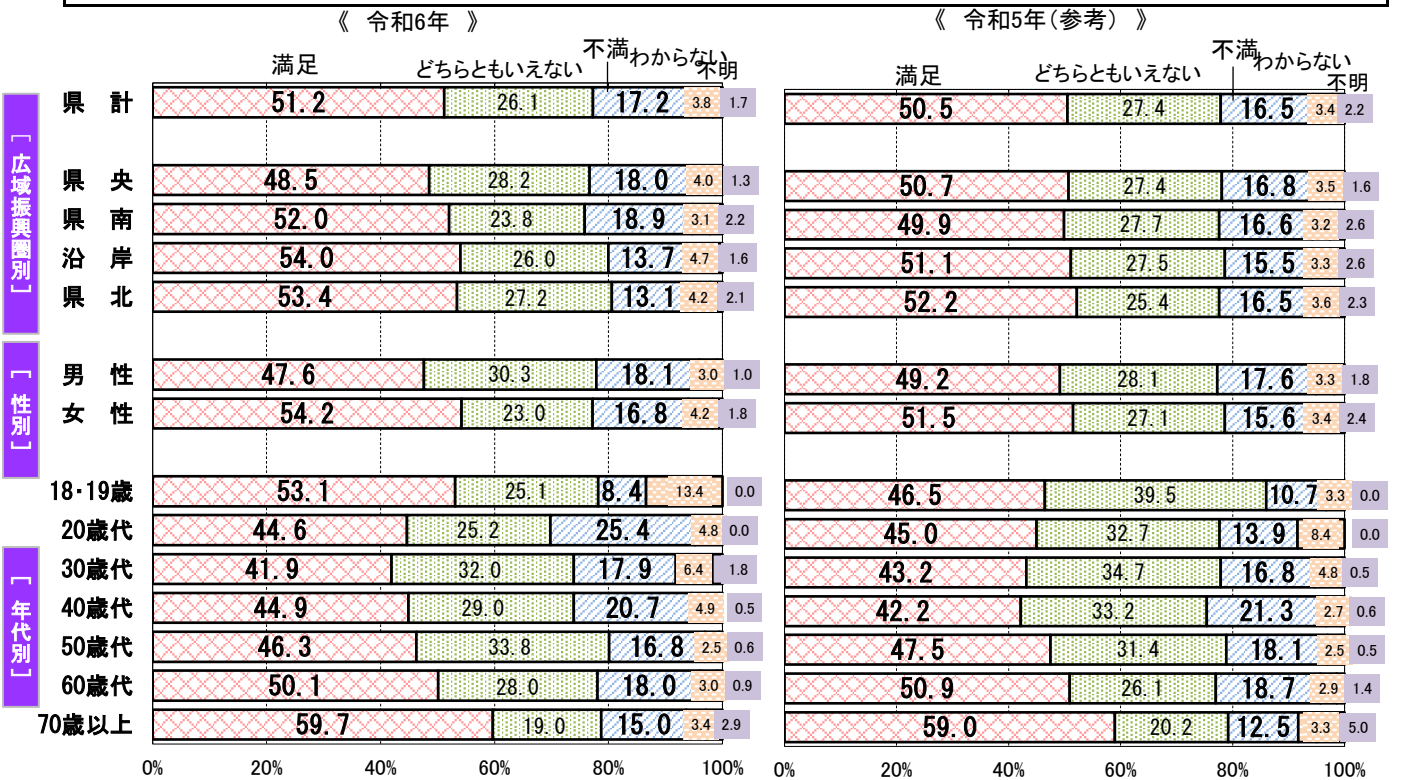 《 令和6年 》
《 令和5年(参考) 》
満足 どちらともいえない 不満 わからない 不明
満足 どちらともいえない 不満 わからない 不明
[広域振興圏別]
県 計 51.2 26.1 17.2 3.8 1.7 50.5 27.4 16.5 3.4 2.2
県 央 48.5 28.2 18.0 4.0 1.3 50.7 27.4 16.8 3.5 1.6
県 南 52.0 23.8 18.9 3.1 2.2 49.9 27.7 16.6 3.2 2.6
沿 岸 54.0 26.0 13.7 4.7 1.6 51.1 27.5 15.5 3.3 2.6
県 北 53.4 27.2 13.1 4.2 2.1 52.2 25.4 16.5 3.6 2.3
[性別]
男 性 47.6 30.3 18.1 3.0 1.0 49.2 28.1 17.6 3.3 1.8
女 性 54.2 23.0 16.8 4.2 1.8 51.5 27.1 15.6 3.4 2.4
18・19歳 53.1 25.1 8.4 13.4 0.0 46.5 39.5 10.7 3.3 0.0
20歳代 44.6 25.2 25.4 4.8 0.0 45.0 32.7 13.9 8.4 0.0
[年代別]
30歳代 41.9 32.0 17.9 6.4 1.8 43.2 34.7 16.8 4.8 0.5
40歳代 44.9 29.0 20.7 4.9 0.5 42.2 33.2 21.3 2.7 0.6
50歳代 46.3 33.8 16.8 2.5 0.6 47.5 31.4 18.1 2.5 0.5
60歳代 50.1 28.0 18.0 3.0 0.9 50.9 26.1 18.7 2.9 1.4
70歳以上 59.7 19.0 15.0 3.4 2.9 59.0 20.2 12.5 3.3 5.0
0% 20% 40% 60% 80% 100% 0% 20% 40% 60% 80% 100%